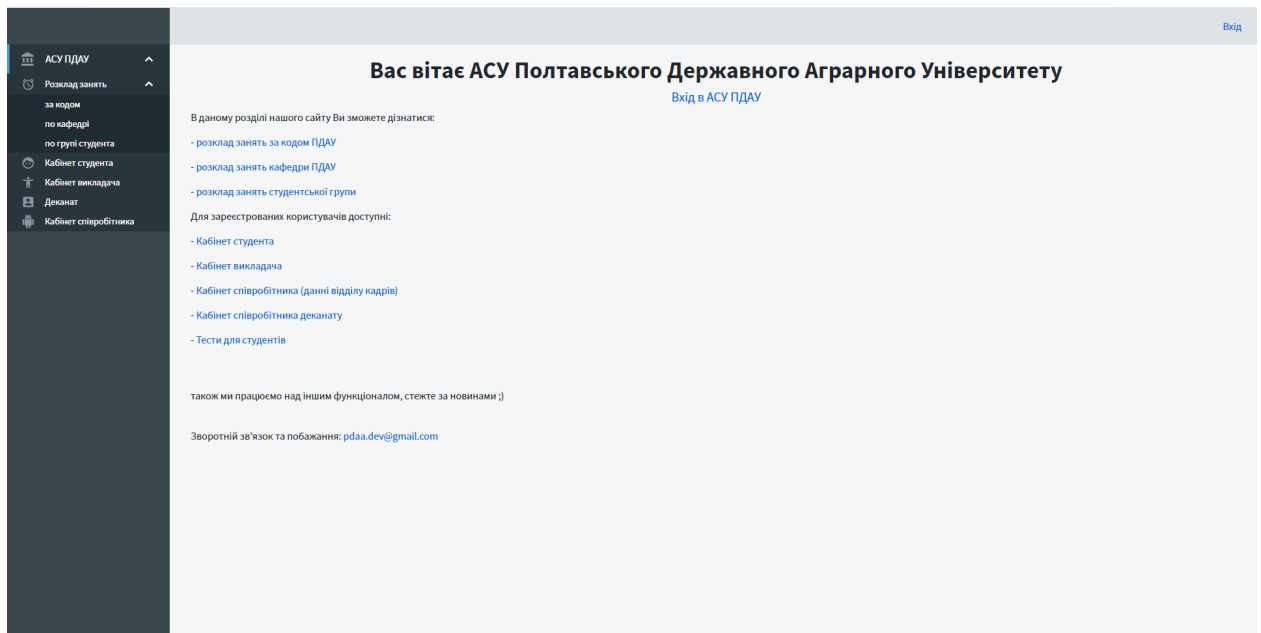 Вхід
АСУ ПДАУ
Розклад занять
за кодом
по кафедрі
по групі студента
Кабінет студента
Кабінет викладача
Деканат
Кабінет співробітника
Вас вітає АСУ Полтавського Державного Аграрного Університету
Вхід в АСУ ПДАУ
В даному розділі нашого сайту Ви зможете дізнатися:
- розклад занять за кодом ПДАУ
- розклад занять кафедри ПДАУ
- розклад занять студентської групи
Для зареєстрованих користувачів доступні:
- Кабінет студента
- Кабінет викладача
- Кабінет співробітника (данні відділу кадрів)
- Кабінет співробітника деканату
- Тести для студентів
також ми працюємо над іншим функціоналом, стежте за новинами ;)
Зворотній зв'язок та побажання: pdaa.dev@gmail.com